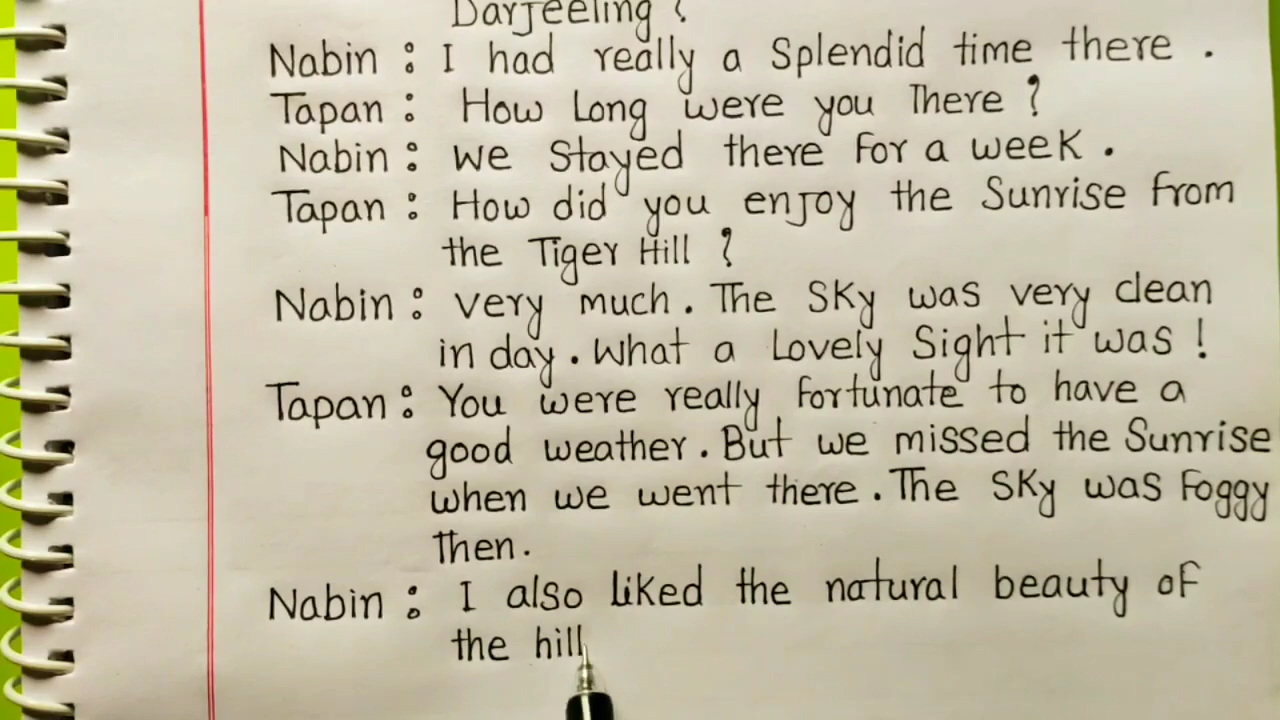 Darjeeling ?
Nabin : I had really a Splendid time there .
Tapan : How Long were you There ?
Nabin : We Stayed there For a week .
Tapan : How did you enjoy the Sunrise From
the Tiger Hill ?
Nabin : very much . The Sky was very clean
in day . What a Lovely Sight it was !
Tapan : You were really Fortunate to have a
good weather . But we missed the Sunrise
when we went there . The Sky was Foggy
Then .
Nabin : I also liked the natural beauty of
the hill